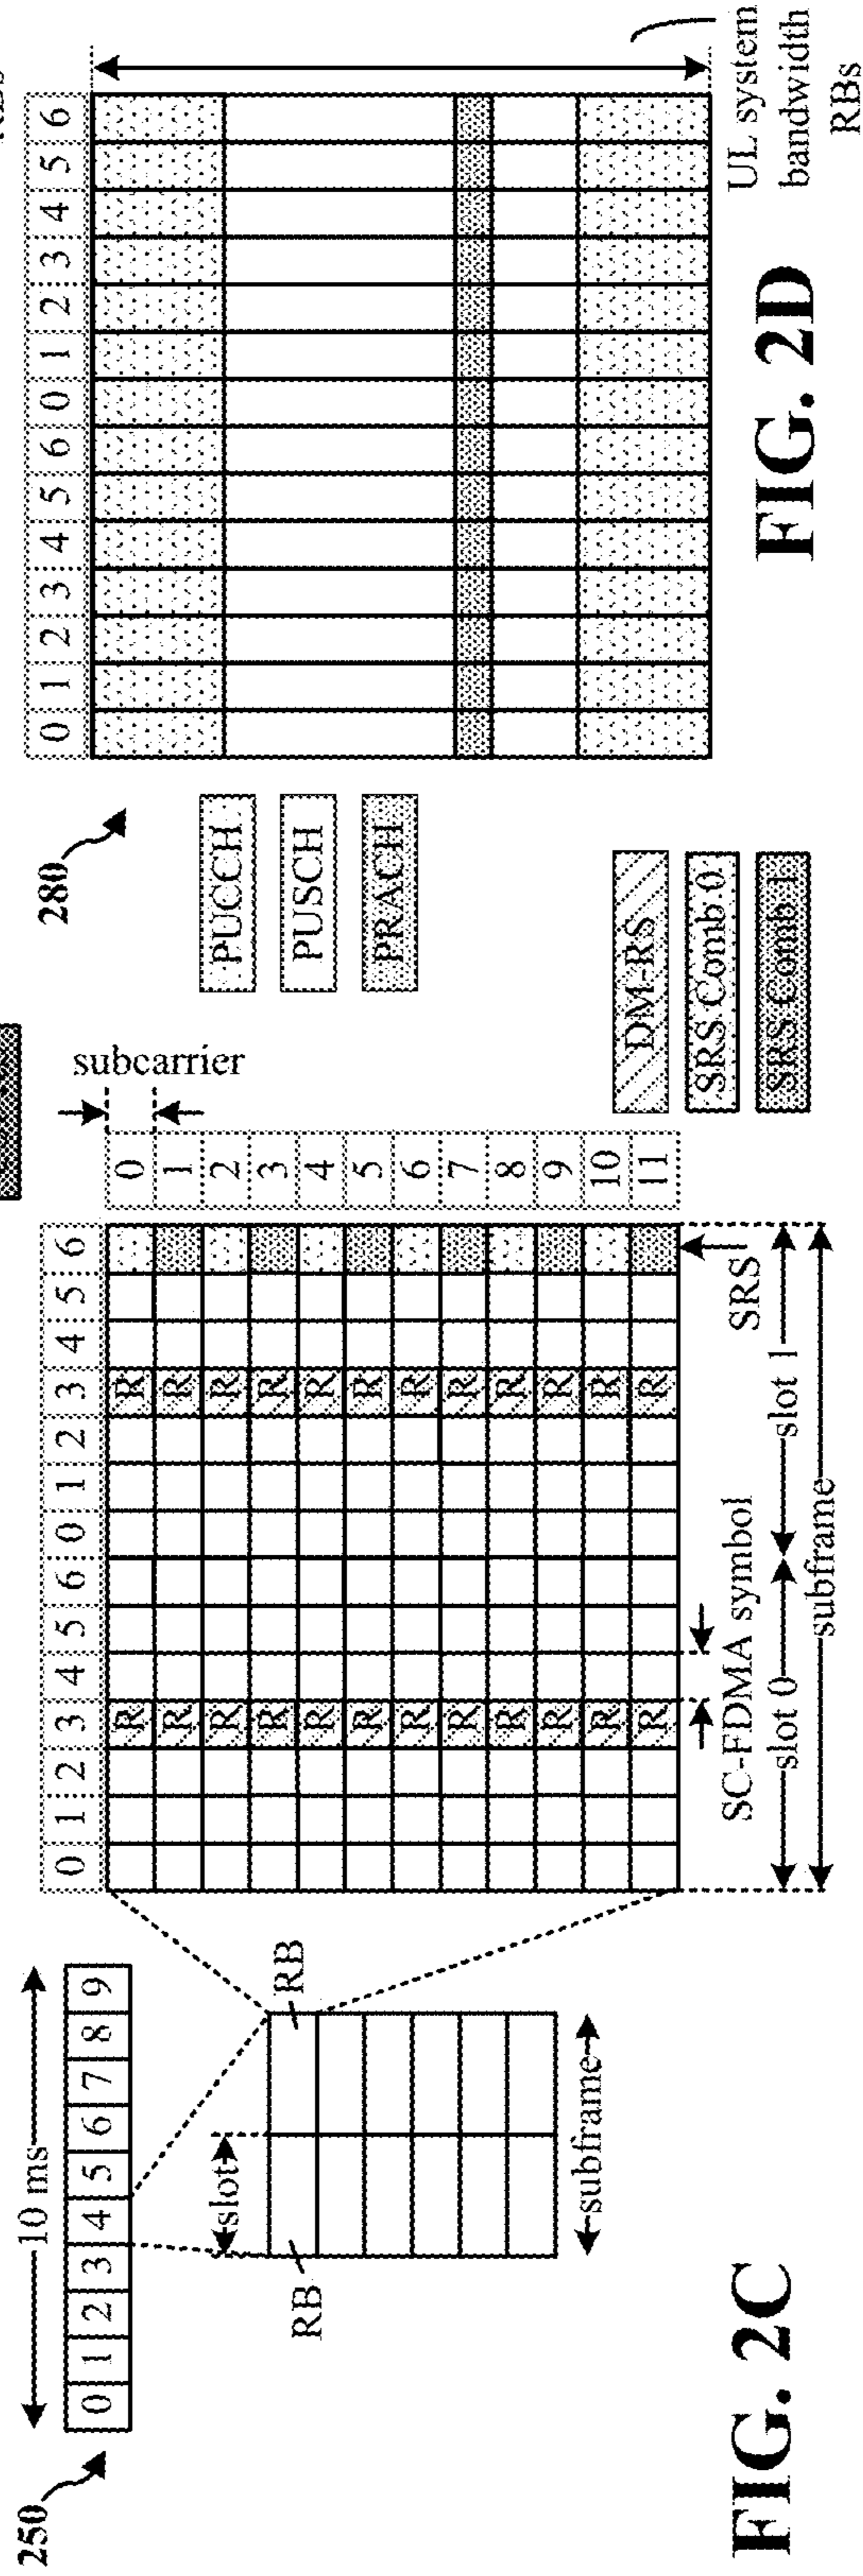 250
10 ms
0 1 2 3 4 5 6 7 8 9
slot
RB
RB
subframe
FIG. 2C
0 1 2 3 4 5 6 0 1 2 3 4 5 6
subcarrier
R R 0
R R 1
R R 2
R R 3
R R 4
R R 5
R R 6
R R 7
R R 8
R R 9
R R 10
R R 11
SC-FDMA symbol
SRS
slot 0
slot 1
subframe
DM-RS
SRS Comb 0
SRS Comb 1
280
PUCCH
PUSCH
PRACH
0 1 2 3 4 5 6 0 1 2 3 4 5 6
UL system
bandwidth
RBs
FIG. 2D